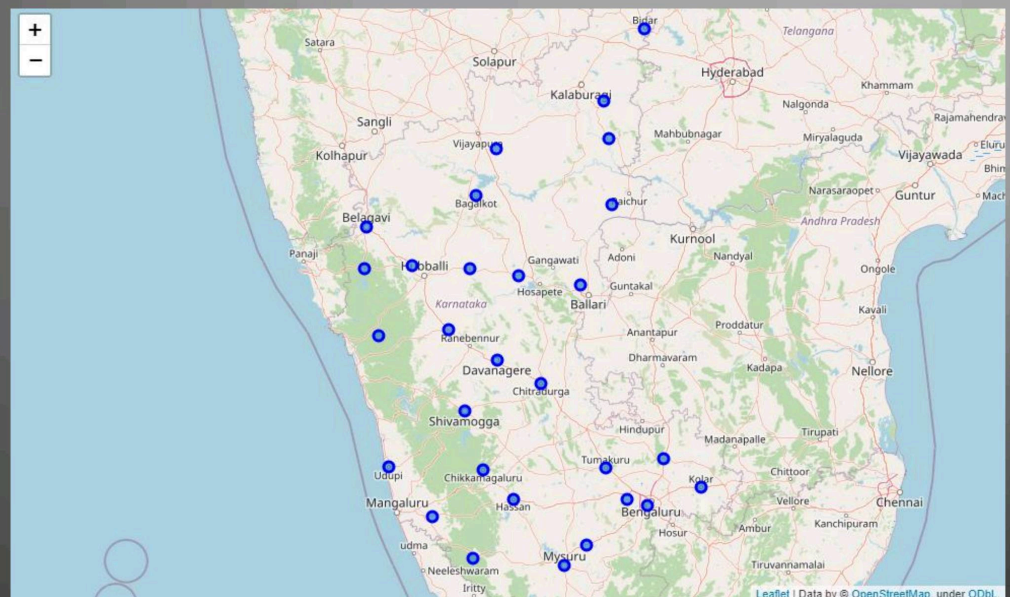 +
−
Bidar
Telangana
Satara
Solapur
Hyderabad
Khammam
Kalaburagi
Nalgonda
Rajamahendrav
Sangli
Mahbubnagar
Miryalaguda
Vijayapura
Eluru
Kolhapur
Vijayawada
Bhim
Narasaraopet
Guntur
Mach
Bagalkot
aichur
Belagavi
Andhra Pradesh
Kurnool
Panaji
Gangawati
Adoni
Nandyal
H balli
Ongole
Hosapete
Guntakal
Karnataka
Ballari
Kavali
Anantapur
Proddatur
Ranebennur
Dharmavaram
Kadapa
Nellore
Davanagere
Chitradurga
Shivamogga
Hindupur
Tirupati
Madanapalle
Tumakuru
Chittoor
Udupi
Chikkamagaluru
Kolar
Mangaluru
Hassan
Vellore
Chennai
Bengaluru
Kanchipuram
Ambur
Hosur
udma
Mysuru
Neeleshwaram
Tiruvannamalai
Iritty
Leaflet | Data by © OpenStreetMap, under ODbL.